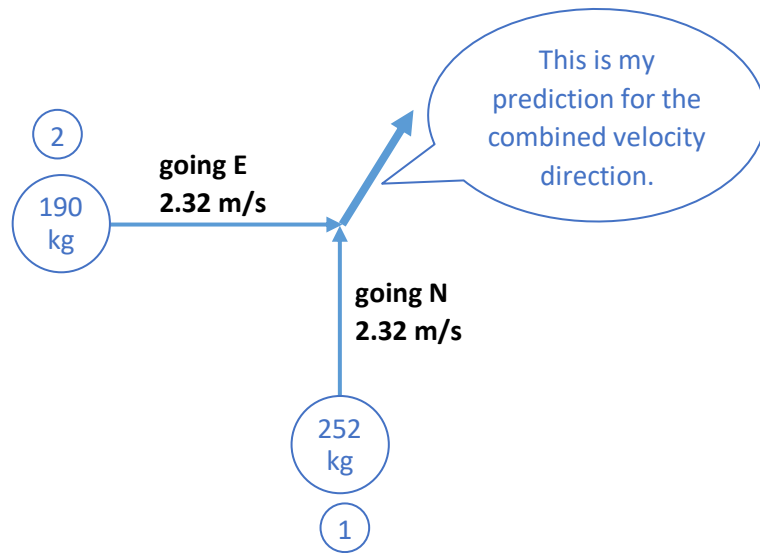 This is my
prediction for the
combined velocity
direction.
2
going E
2.32 m/s
190
kg
going N
2.32 m/s
252
kg
1